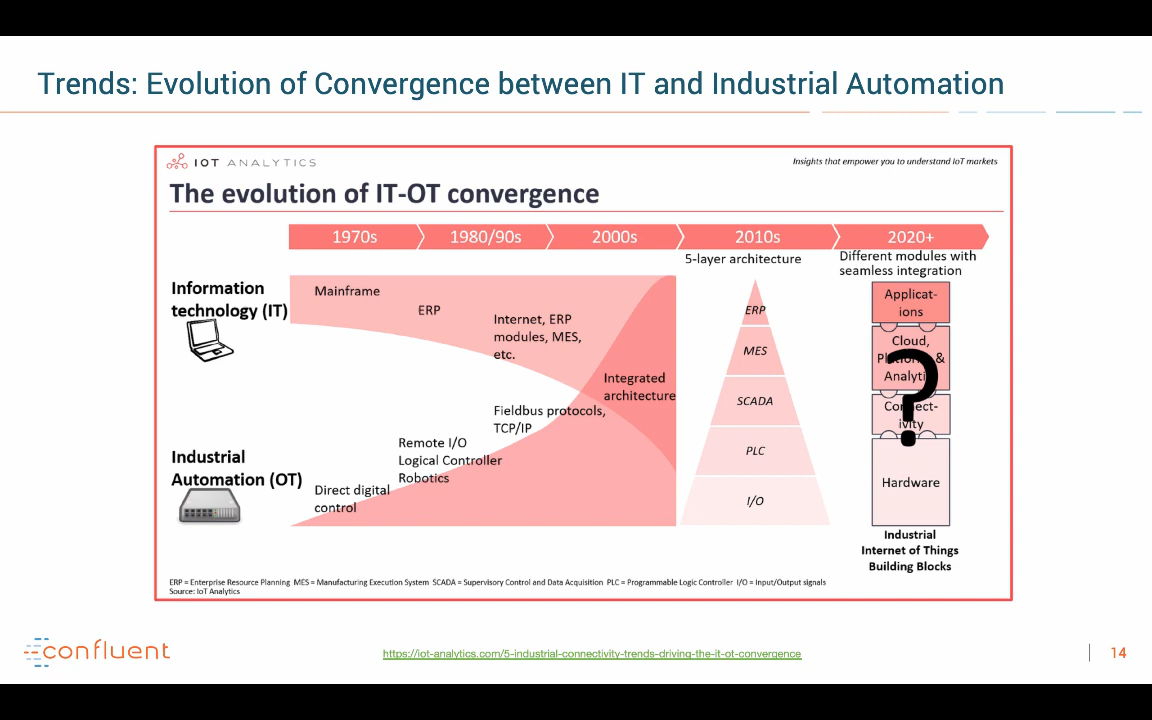 Trends: Evolution of Convergence between IT and Industrial Automation
IOT ANALYTICS
Insights that empower you to understand IoT markets
The evolution of IT-OT convergence
1970s
1980/90s
2000s
2010s
2020+
5-layer architecture
Different modules with
seamless integration
Information
technology (IT)
Mainframe
ERP
Internet, ERP
modules, MES,
etc.
Integrated
architecture
Fieldbus protocols,
TCP/IP
Remote I/O
Logical Controller
Robotics
Industrial
Automation (OT)
Direct digital
control
ERP
MES
SCADA
PLC
I/O
Applicat-
ions
Cloud,
&
?
Hardware
Industrial
Internet of Things
Building Blocks
ERP = Enterprise Resource Planning MES = Manufacturing Execution System SCADA = Supervisory Control and Data Acquisition PLC = Programmable Logic Controller I/O = Input/Output signals
Source: IoT Analytics
confluent
https://iot-analytics.com/5-industrial-connectivity-trends-driving-the-it-ot-convergence
14